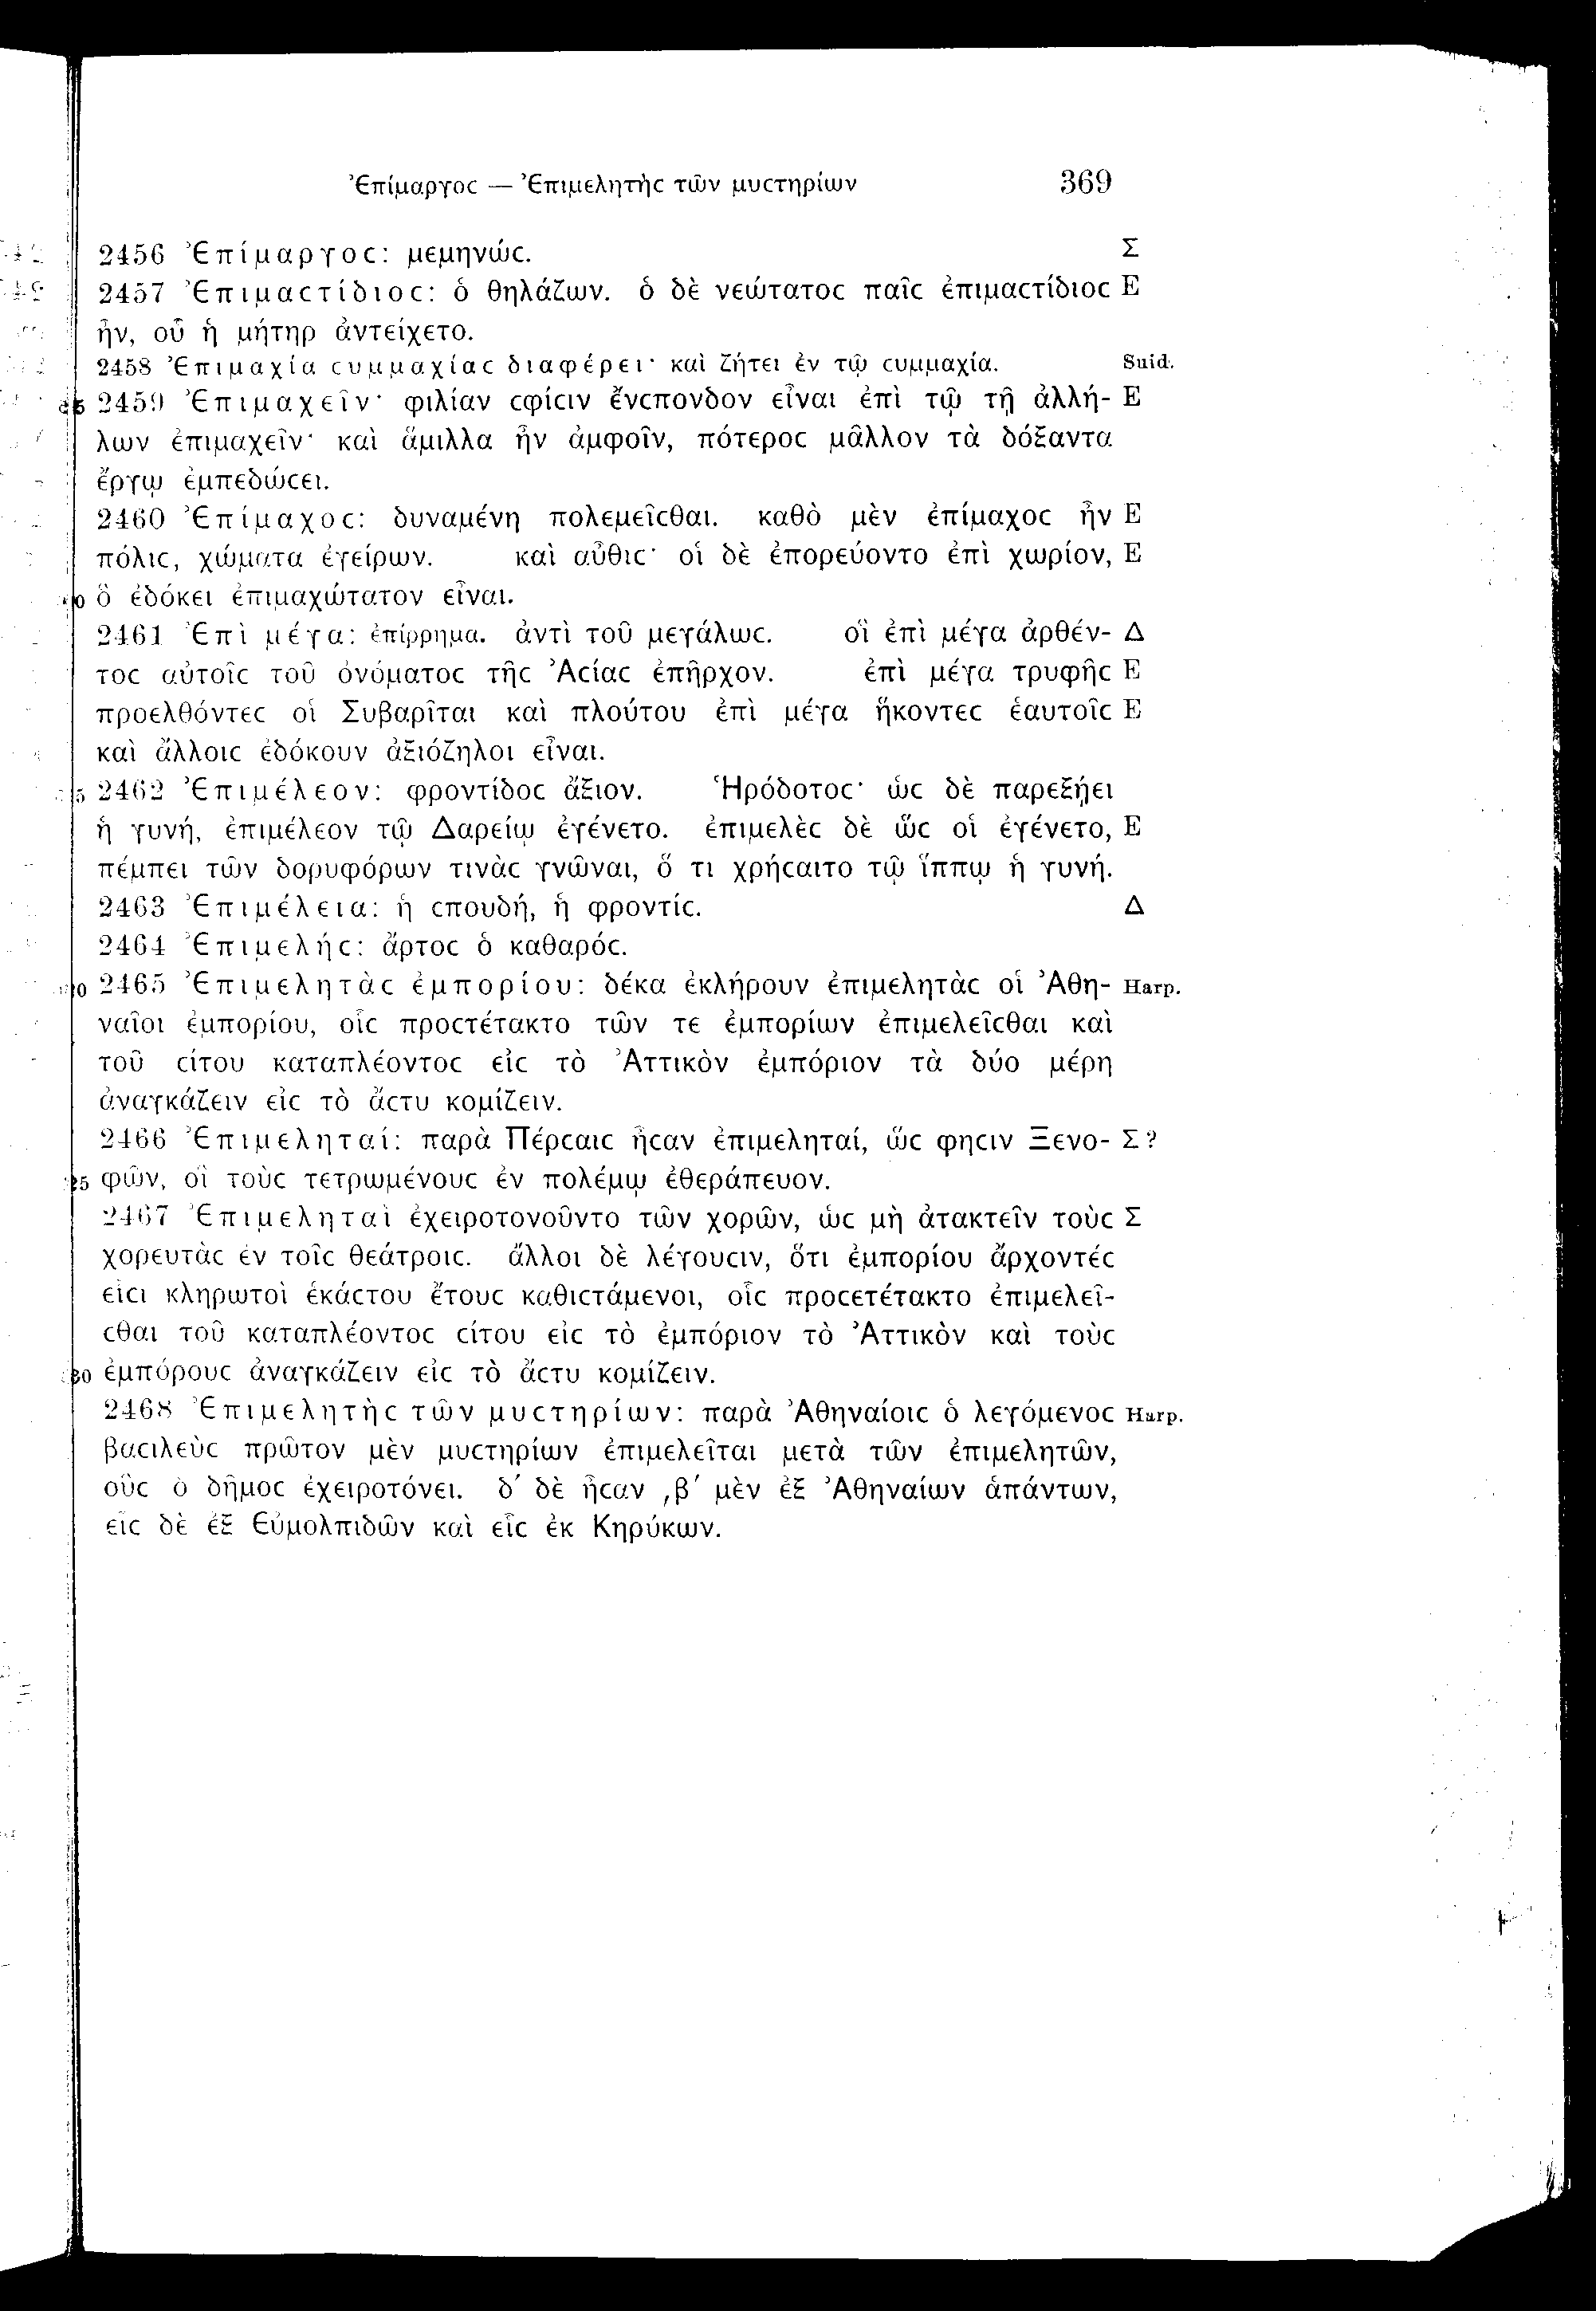 Ἐπίμαργοϲ — Ἐπιμελητὴϲ τῶν μυϲτηρίων 369
2456 Ἐπίμαργοϲ: μεμηνώϲ. Σ
2457 Ἐπιμαϲτίδιοϲ: ὁ θηλάζων. ὁ δὲ νεώτατοϲ παῖϲ ἐπιμαϲτίδιοϲ E
ἦν, οὗ ἡ μήτηρ ἀντείχετο.
2458 Ἐπιμαχία ϲυμμαχίαϲ διαφέρει· καὶ ζήτει ἐν τῷ ϲυμμαχία. Suid.
2459 Ἐπιμαχεῖν· φιλίαν ϲφίϲιν ἔνϲπονδον εἶναι ἐπὶ τῷ τῇ ἀλλή- E
λων ἐπιμαχεῖν· καὶ ἅμιλλα ἦν ἀμφοῖν, πότεροϲ μᾶλλον τὰ δόξαντα
ἔργῳ ἐμπεδώϲει.
2460 Ἐπίμαχοϲ: δυναμένη πολεμεῖϲθαι. καθὸ μὲν ἐπίμαχοϲ ἦν E
πόλιϲ, χώματα ἐγείρων. καὶ αὖθιϲ· οἱ δὲ ἐπορεύοντο ἐπὶ χωρίον, E
ὃ ἐδόκει ἐπιμαχώτατον εἶναι.
2461 Ἐπὶ μέγα: ἐπίρρημα. ἀντὶ τοῦ μεγάλωϲ. οἳ ἐπὶ μέγα ἀρθέν- Δ
τοϲ αὐτοῖϲ τοῦ ὀνόματοϲ τῆϲ Ἀϲίαϲ ἐπῆρχον. ἐπὶ μέγα τρυφῆϲ E
προελθόντεϲ οἱ Συβαρῖται καὶ πλούτου ἐπὶ μέγα ἥκοντεϲ ἑαυτοῖϲ E
καὶ ἄλλοιϲ ἐδόκουν ἀξιόζηλοι εἶναι.
2462 Ἐπιμέλεον: φροντίδοϲ ἄξιον. Ἡρόδοτοϲ· ὡϲ δὲ παρεξῄει
ἡ γυνή, ἐπιμέλεον τῷ Δαρείῳ ἐγένετο. ἐπιμελὲϲ δὲ ὥϲ οἱ ἐγένετο, E
πέμπει τῶν δορυφόρων τινὰϲ γνῶναι, ὅ τι χρήϲαιτο τῷ ἵππῳ ἡ γυνή.
2463 Ἐπιμέλεια: ἡ ϲπουδή, ἡ φροντίϲ. Δ
2464 Ἐπιμελήϲ: ἄρτοϲ ὁ καθαρόϲ.
2465 Ἐπιμελητὰϲ ἐμπορίου: δέκα ἐκλήρουν ἐπιμελητὰϲ οἱ Ἀθη- Harp.
ναῖοι ἐμπορίου, οἷϲ προϲτέτακτο τῶν τε ἐμπορίων ἐπιμελεῖϲθαι καὶ
τοῦ ϲίτου καταπλέοντοϲ εἰϲ τὸ Ἀττικὸν ἐμπόριον τὰ δύο μέρη
ἀναγκάζειν εἰϲ τὸ ἄϲτυ κομίζειν.
2466 Ἐπιμεληταί: παρὰ Πέρϲαιϲ ἦϲαν ἐπιμεληταί, ὥϲ φηϲιν Ξενο- Σ?
φῶν, οἳ τοὺϲ τετρωμένουϲ ἐν πολέμῳ ἐθεράπευον.
2467 Ἐπιμεληταὶ ἐχειροτονοῦντο τῶν χορῶν, ὡϲ μὴ ἀτακτεῖν τοὺϲ Σ
χορευτὰϲ ἐν τοῖϲ θεάτροιϲ. ἄλλοι δὲ λέγουϲιν, ὅτι ἐμπορίου ἄρχοντέϲ
εἰϲι κληρωτοὶ ἑκάϲτου ἔτουϲ καθιϲτάμενοι, οἷϲ προϲετέτακτο ἐπιμελεῖ-
ϲθαι τοῦ καταπλέοντοϲ ϲίτου εἰϲ τὸ ἐμπόριον τὸ Ἀττικὸν καὶ τοὺϲ
ἐμπόρουϲ ἀναγκάζειν εἰϲ τὸ ἄϲτυ κομίζειν.
2468 Ἐπιμελητὴϲ τῶν μυϲτηρίων: παρὰ Ἀθηναίοιϲ ὁ λεγόμενοϲ Harp.
βαϲιλεὺϲ πρῶτον μὲν μυϲτηρίων ἐπιμελεῖται μετὰ τῶν ἐπιμελητῶν,
οὓϲ ὁ δῆμοϲ ἐχειροτόνει. δ´ δὲ ἦϲαν ,β´ μὲν ἐξ Ἀθηναίων ἁπάντων,
εἷϲ δὲ ἐξ Εὐμολπιδῶν καὶ εἷϲ ἐκ Κηρύκων.